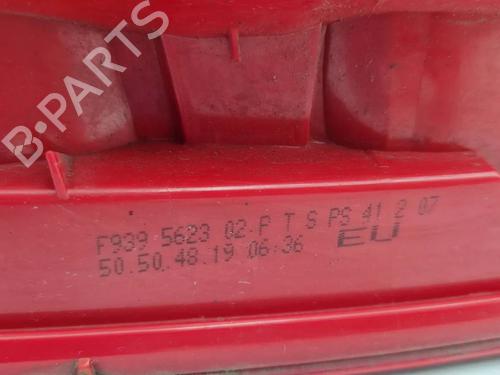 B-PARTS
F939 5623 02 P T S PS 41 2 07
50.50.48.19 06:36 EU